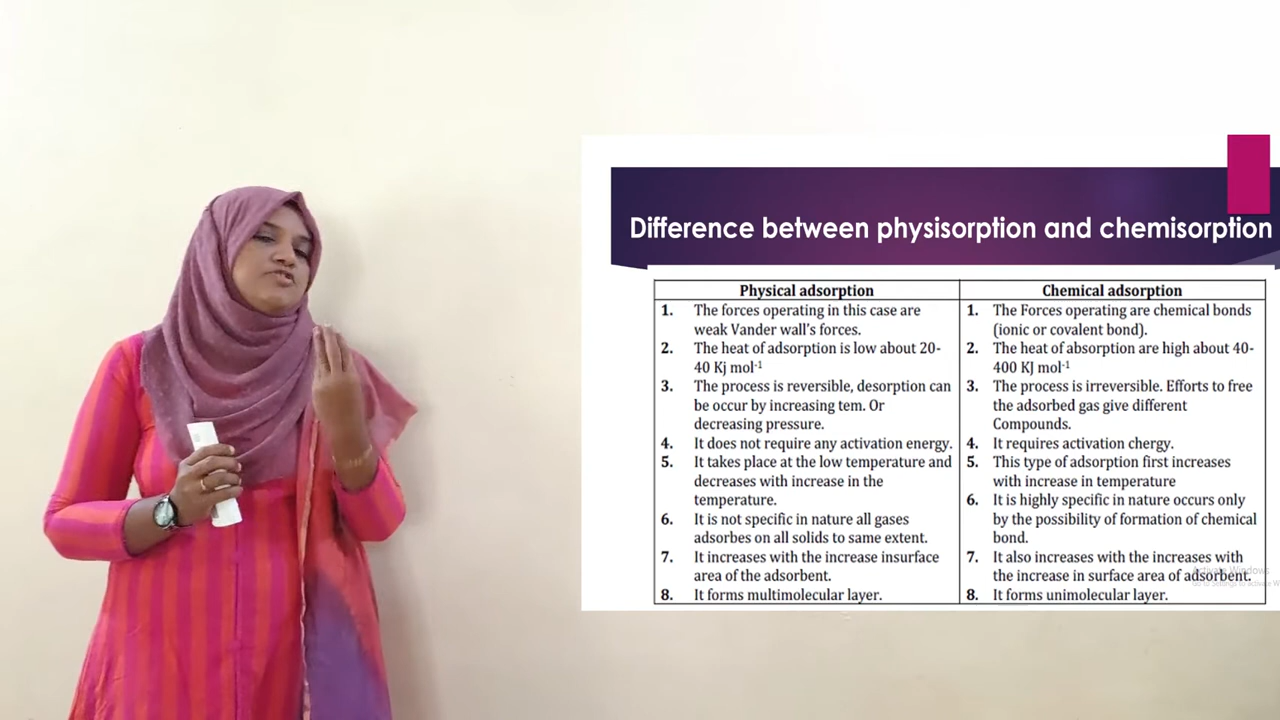 Difference between physisorption and chemisorption
Physical adsorption
1. The forces operating in this case are
weak Vander wall's forces.
2. The heat of adsorption is low about 20-
40 Kj mol-1
3. The process is reversible, desorption can
be occur by increasing tem. Or
decreasing pressure.
4. It does not require any activation energy.
5. It takes place at the low temperature and
decreases with increase in the
temperature.
6. It is not specific in nature all gases
adsorbes on all solids to same extent.
7. It increases with the increase insurface
area of the adsorbent.
8. It forms multimolecular layer.
Chemical adsorption
1. The Forces operating are chemical bonds
(ionic or covalent bond).
2. The heat of absorption are high about 40-
400 KJ mol-1
3. The process is irreversible. Efforts to free
the adsorbed gas give different
Compounds.
4. It requires activation chergy.
5. This type of adsorption first increases
with increase in temperature
6. It is highly specific in nature occurs only
by the possibility of formation of chemical
bond.
7. It also increases with the increases with
the increase in surface area of adsorbent.
8. It forms unimolecular layer.
Activate Windows
Go to Settings to activate W